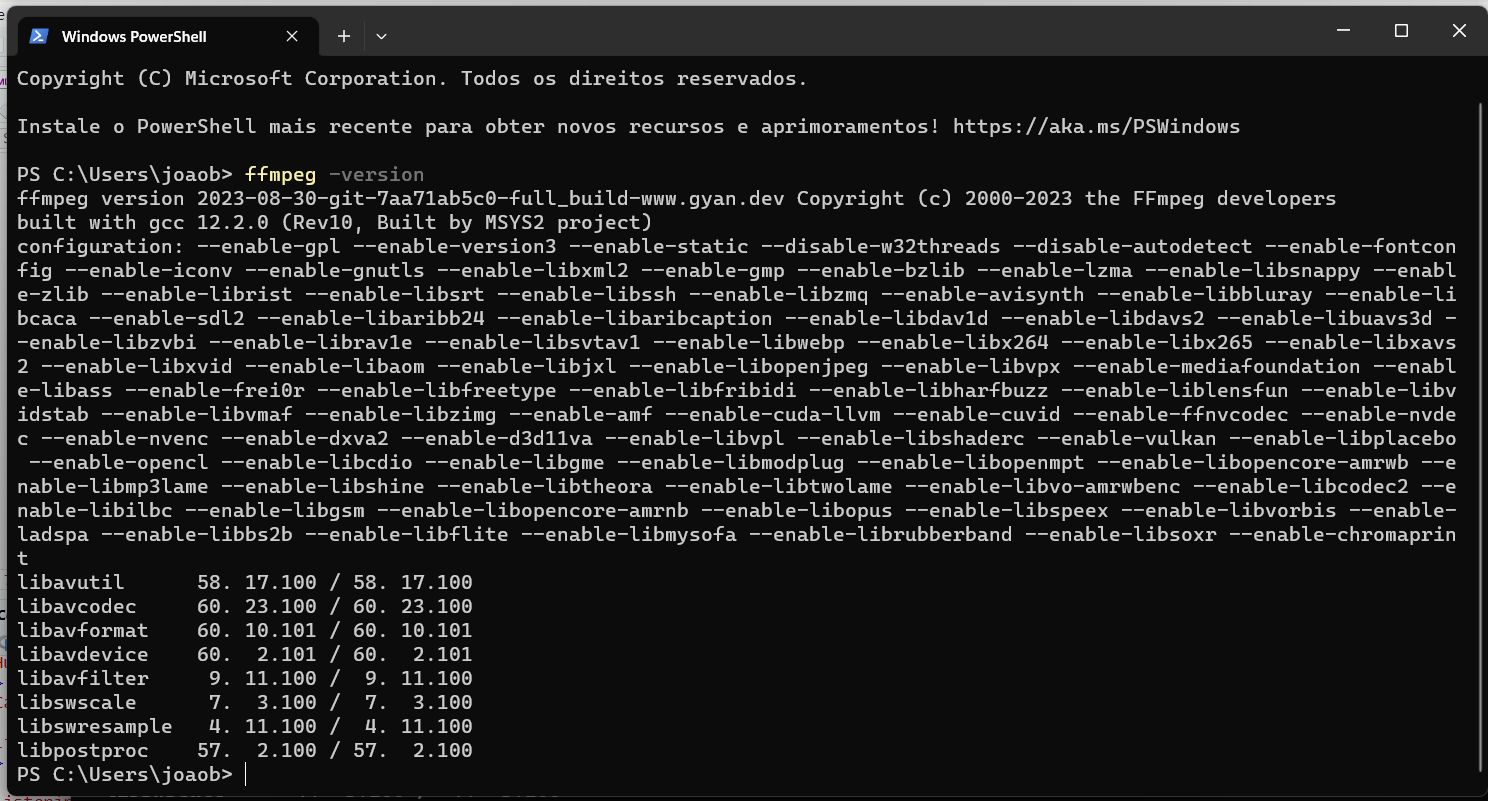 Windows PowerShell
Copyright (C) Microsoft Corporation. Todos os direitos reservados.
Instale o PowerShell mais recente para obter novos recursos e aprimoramentos! https://aka.ms/PSWindows
PS C:\Users\joaob> ffmpeg -version
ffmpeg version 2023-08-30-git-7aa71ab5c0-full_build-www.gyan.dev Copyright (c) 2000-2023 the FFmpeg developers
built with gcc 12.2.0 (Rev10, Built by MSYS2 project)
configuration: --enable-gpl --enable-version3 --enable-static --disable-w32threads --disable-autodetect --enable-fontcon
fig --enable-iconv --enable-gnutls --enable-libxml2 --enable-gmp --enable-bzlib --enable-lzma --enable-libsnappy --enabl
e-zlib --enable-librist --enable-libsrt --enable-libssh --enable-libzmq --enable-avisynth --enable-libbluray --enable-li
bcaca --enable-sdl2 --enable-libaribb24 --enable-libaribcaption --enable-libdav1d --enable-libdavs2 --enable-libuavs3d -
-enable-libzvbi --enable-librav1e --enable-libsvtav1 --enable-libwebp --enable-libx264 --enable-libx265 --enable-libxavs
2 --enable-libxvid --enable-libaom --enable-libjxl --enable-libopenjpeg --enable-libvpx --enable-mediafoundation --enabl
e-libass --enable-frei0r --enable-libfreetype --enable-libfribidi --enable-libharfbuzz --enable-liblensfun --enable-libv
idstab --enable-libvmaf --enable-libzimg --enable-amf --enable-cuda-llvm --enable-cuvid --enable-ffnvcodec --enable-nvde
c --enable-nvenc --enable-dxva2 --enable-d3d11va --enable-libvpl --enable-libshaderc --enable-vulkan --enable-libplacebo
 --enable-opencl --enable-libcdio --enable-libgme --enable-libmodplug --enable-libopenmpt --enable-libopencore-amrwb --e
nable-libmp3lame --enable-libshine --enable-libtheora --enable-libtwolame --enable-libvo-amrwbenc --enable-libcodec2 --e
nable-libilbc --enable-libgsm --enable-libopencore-amrnb --enable-libopus --enable-libspeex --enable-libvorbis --enable-
ladspa --enable-libbs2b --enable-libflite --enable-libmysofa --enable-librubberband --enable-libsoxr --enable-chromaprin
t
libavutil      58. 17.100 / 58. 17.100
libavcodec     60. 23.100 / 60. 23.100
libavformat    60. 10.101 / 60. 10.101
libavdevice    60.  2.101 / 60.  2.101
libavfilter     9. 11.100 /  9. 11.100
libswscale      7.  3.100 /  7.  3.100
libswresample   4. 11.100 /  4. 11.100
libpostproc    57.  2.100 / 57.  2.100
PS C:\Users\joaob>